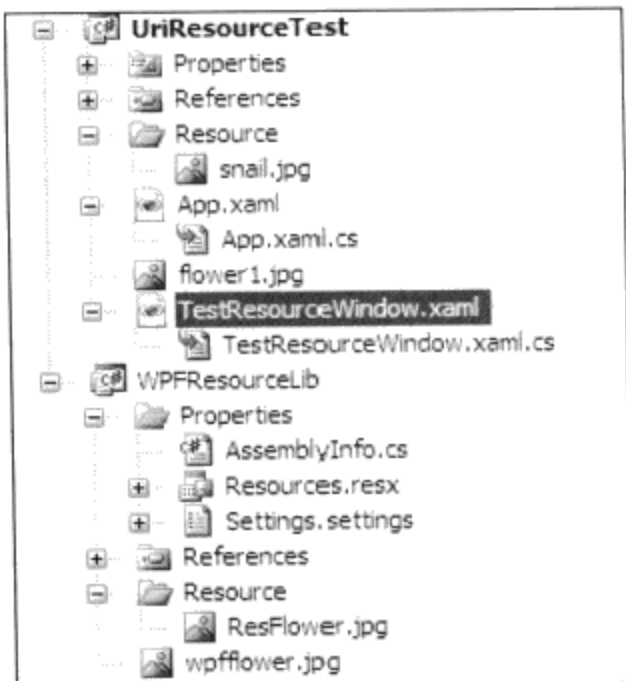 UriResourceTest
Properties
References
Resource
snail.jpg
App.xaml
App.xaml.cs
flower1.jpg
TestResourceWindow.xaml
TestResourceWindow.xaml.cs
WPFResourceLib
Properties
AssemblyInfo.cs
Resources.resx
Settings.settings
References
Resource
ResFlower.jpg
wpfflower.jpg